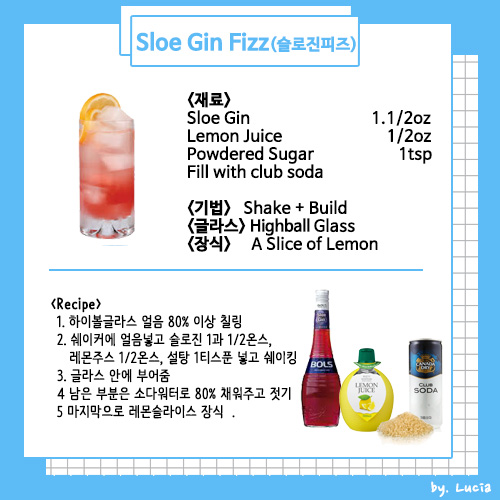 Sloe Gin Fizz(슬로진피즈)
<재료>
Sloe Gin 1.1/2oz
Lemon Juice 1/2oz
Powdered Sugar 1tsp
Fill with club soda
<기법> Shake + Build
<글라스> Highball Glass
<장식> A Slice of Lemon
<Recipe>
1. 하이볼글라스 얼음 80% 이상 칠링
2. 쉐이커에 얼음넣고 슬로진 1과 1/2온스,
레몬주스 1/2온스, 설탕 1티스푼 넣고 쉐이킹
3. 글라스 안에 부어줌
4 남은 부분은 소다워터로 80% 채워주고 젓기
5 마지막으로 레몬슬라이스 장식 .
BOLS
LEMON
JUICE
CANADA
DRY
CLUB
SODA
by. Lucia